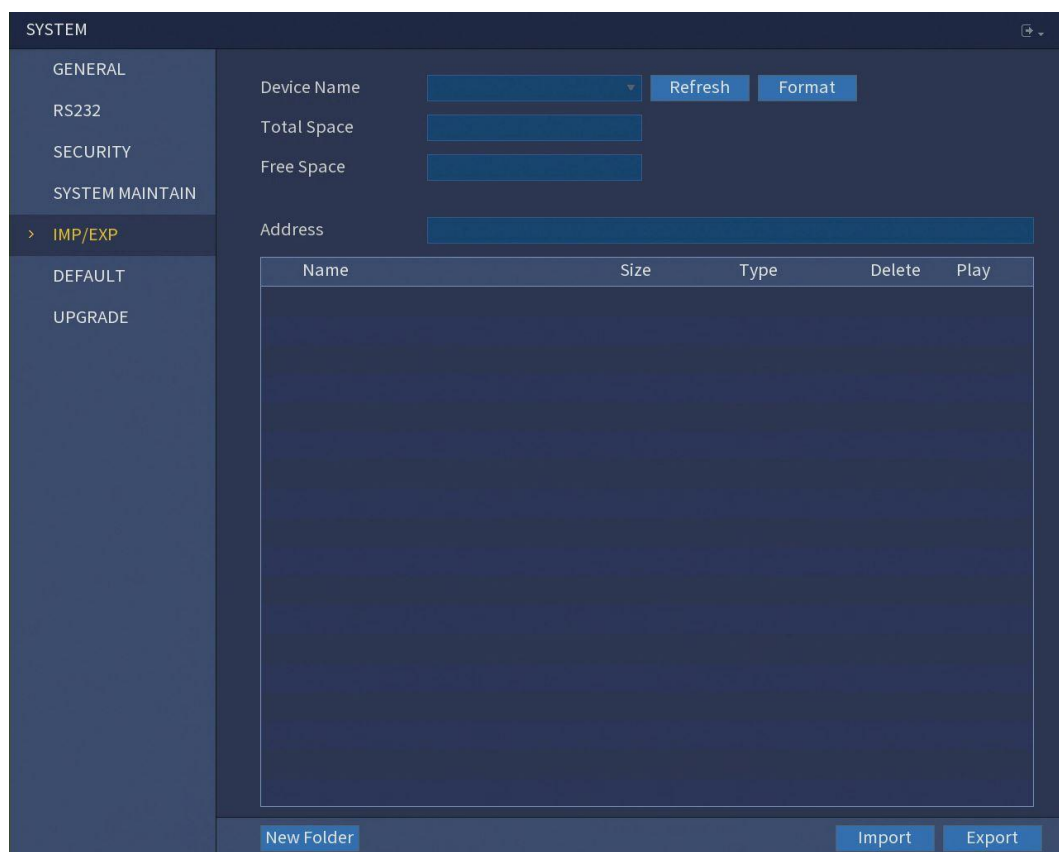 SYSTEM
GENERAL
RS232
SECURITY
SYSTEM MAINTAIN
> IMP/EXP
DEFAULT
UPGRADE
Device Name Refresh Format
Total Space
Free Space
Address
Name Size Type Delete Play
New Folder Import Export